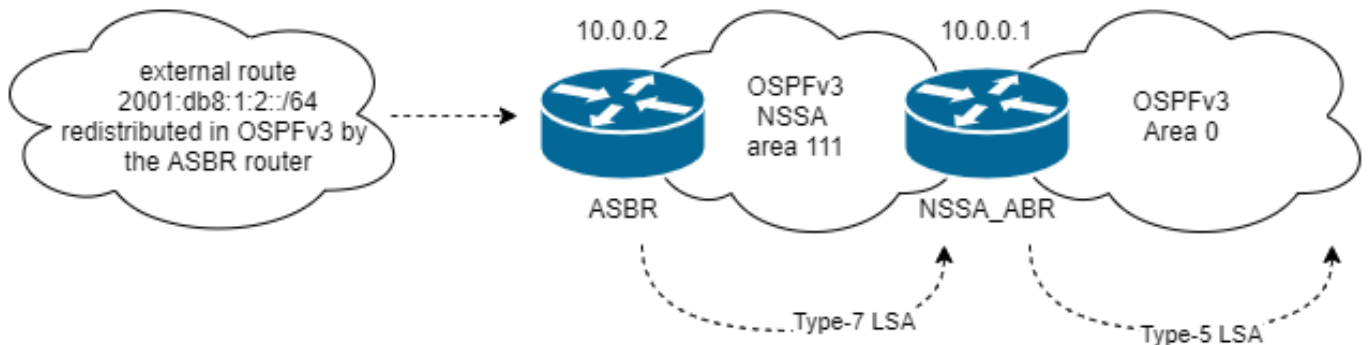 external route
2001:db8:1:2::/64
redistributed in OSPFv3 by
the ASBR router
10.0.0.2
ASBR
OSPFv3
NSSA
area 111
10.0.0.1
NSSA_ABR
OSPFv3
Area 0
Type-7 LSA
Type-5 LSA